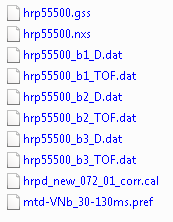 hrp55500.gss
hrp55500.nxs
hrp55500_b1_D.dat
hrp55500_b1_TOF.dat
hrp55500_b2_D.dat
hrp55500_b2_TOF.dat
hrp55500_b3_D.dat
hrp55500_b3_TOF.dat
hrpd_new_072_01_corr.cal
mtd-VNb_30-130ms.pref